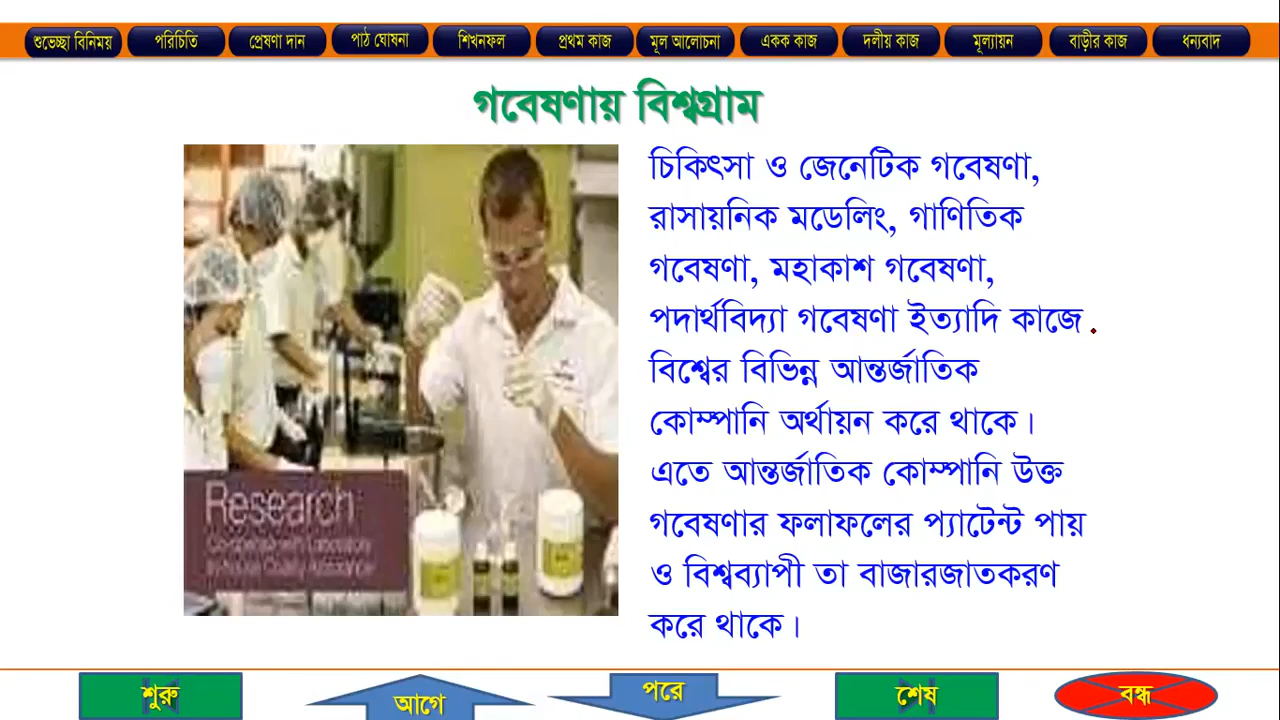 শুভেচ্ছা বিনিময় পরিচিতি প্রেষণা দান পাঠ ঘোষনা শিখনফল প্রথম কাজ মূল আলোচনা একক কাজ দলীয় কাজ মূল্যায়ন বাড়ীর কাজ ধন্যবাদ
গবেষণায় বিশ্বগ্রাম
চিকিৎসা ও জেনেটিক গবেষণা,
রাসায়নিক মডেলিং, গাণিতিক
গবেষণা, মহাকাশ গবেষণা,
পদার্থবিদ্যা গবেষণা ইত্যাদি কাজে
বিশ্বের বিভিন্ন আন্তর্জাতিক
কোম্পানি অর্থায়ন করে থাকে।
এতে আন্তর্জাতিক কোম্পানি উক্ত
গবেষণার ফলাফলের প্যাটেন্ট পায়
ও বিশ্বব্যাপী তা বাজারজাতকরণ
করে থাকে।
Research
শুরু আগে পরে শেষ বন্ধ